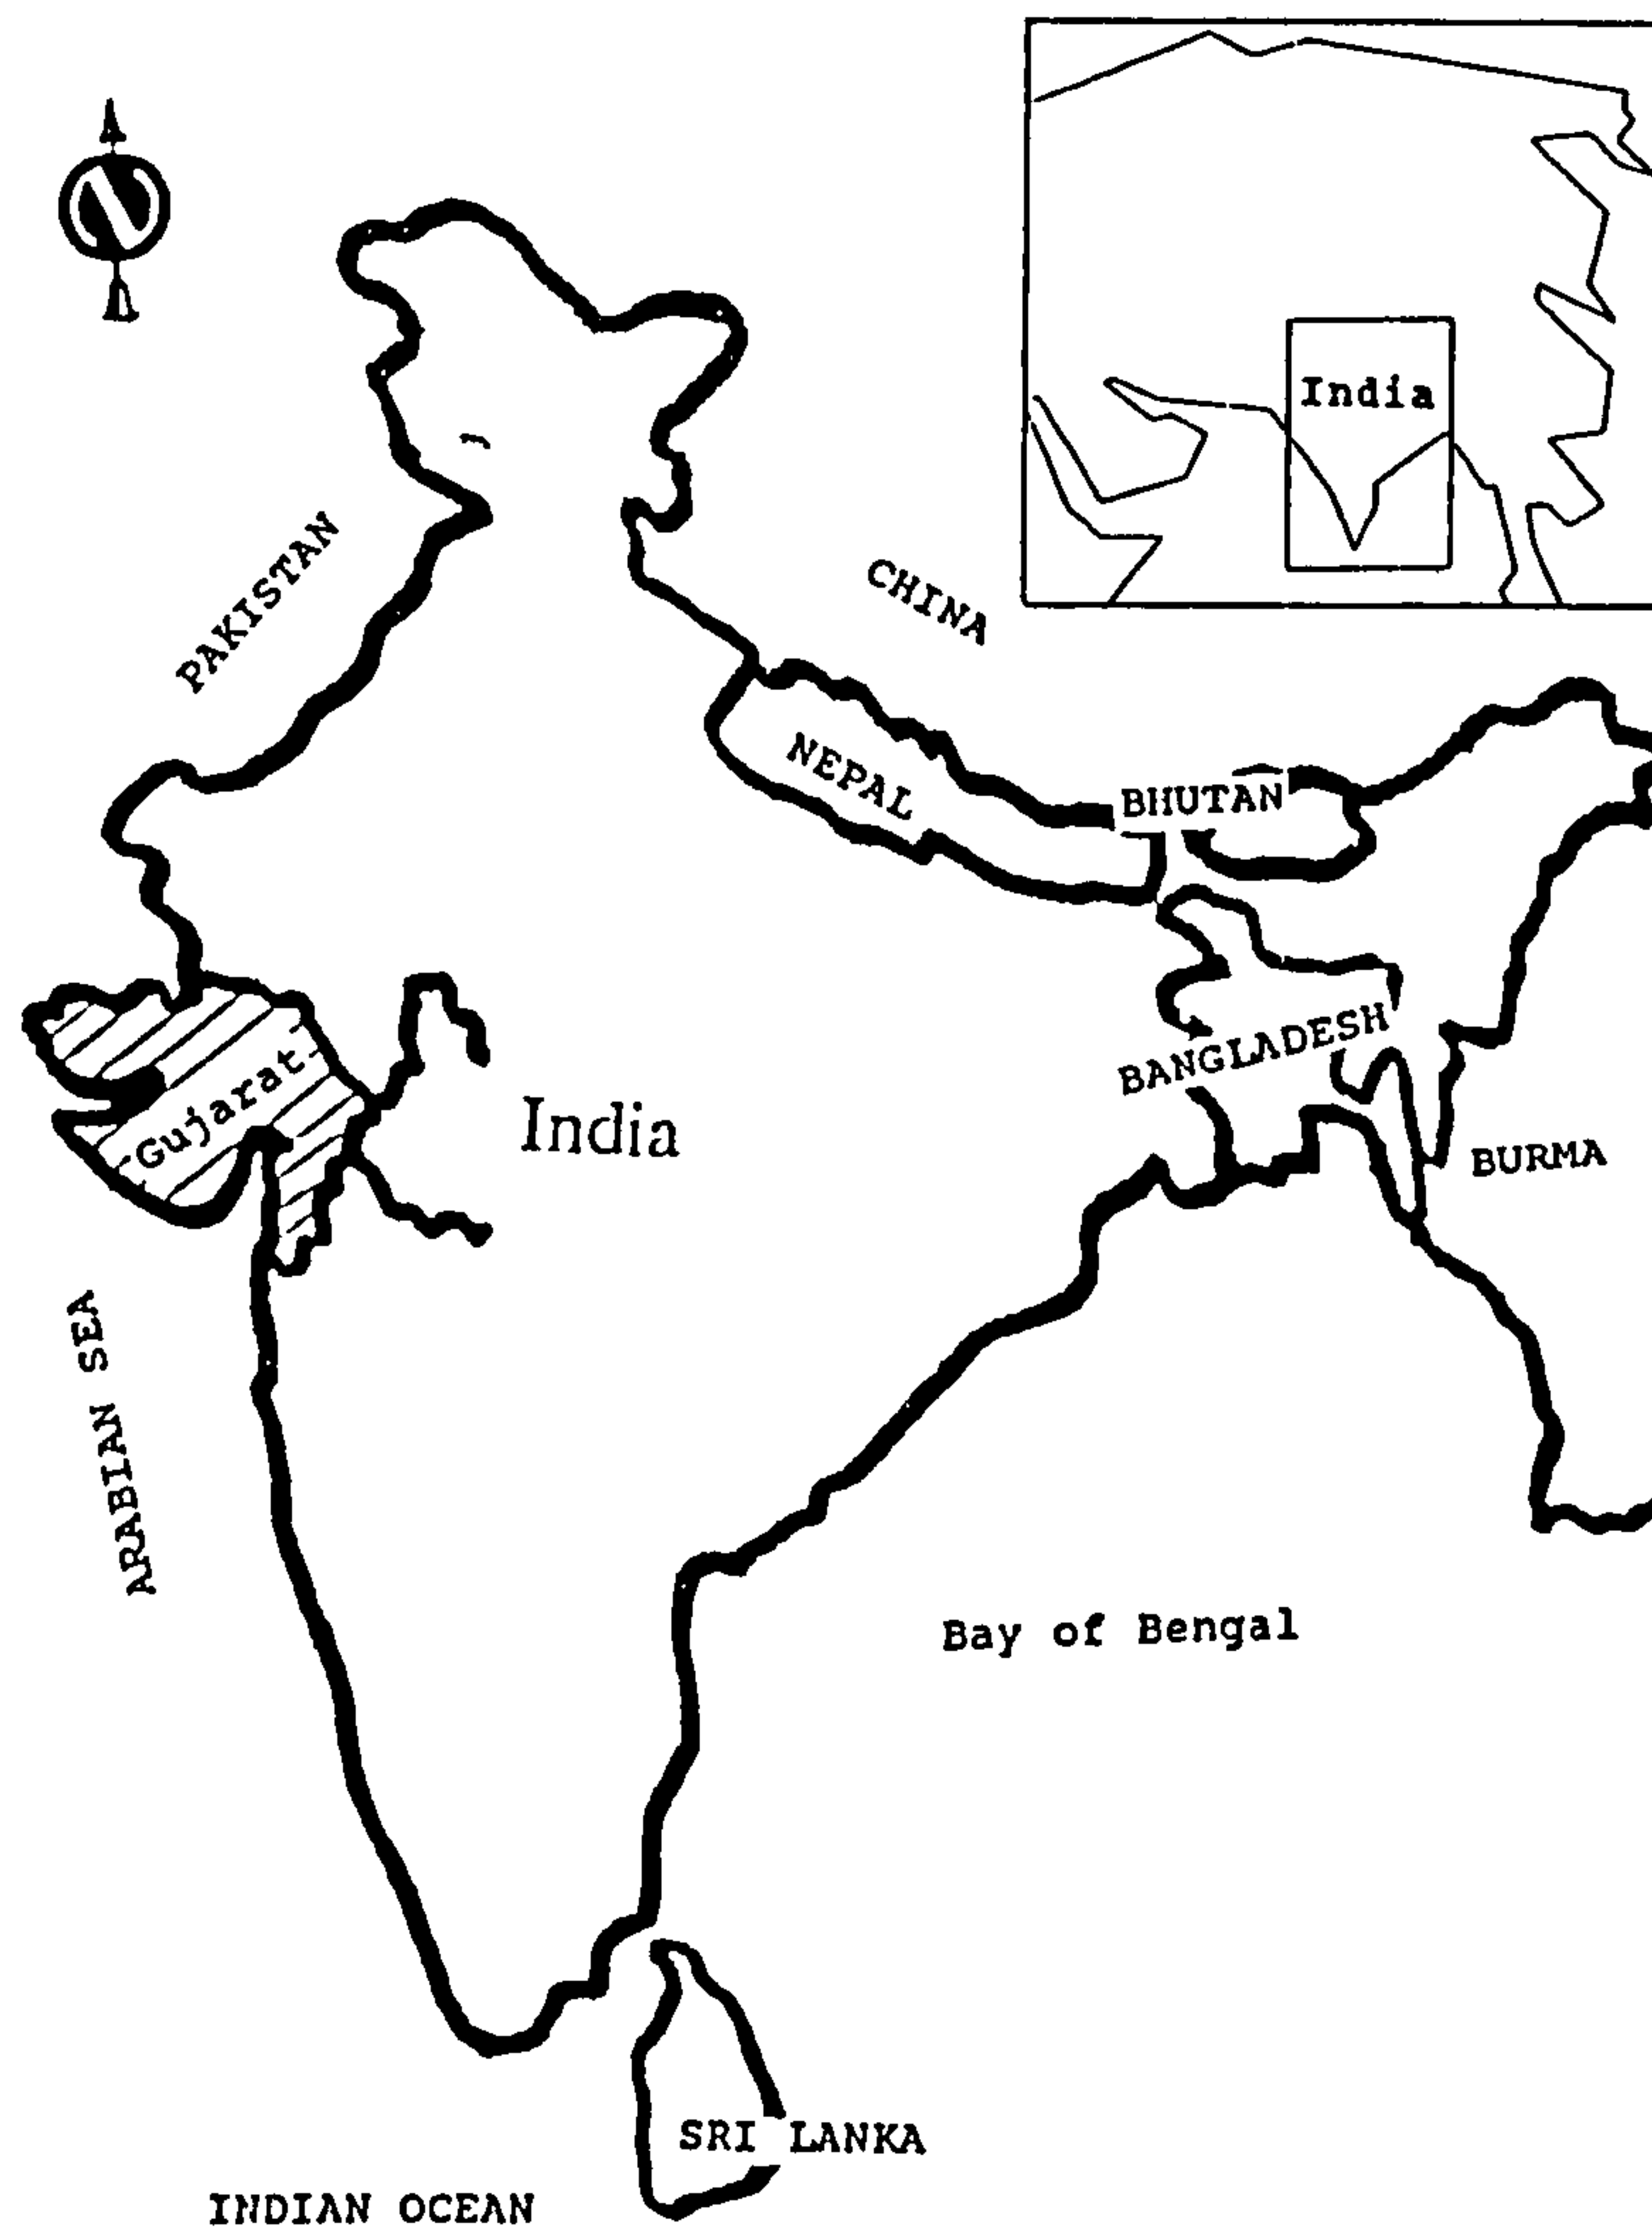 India
PAKISTAN
CHINA
NEPAL
BHUTAN
BANGLADESH
Gujarat
India
BURMA
ARABIAN SEA
Bay of Bengal
SRI LANKA
INDIAN OCEAN